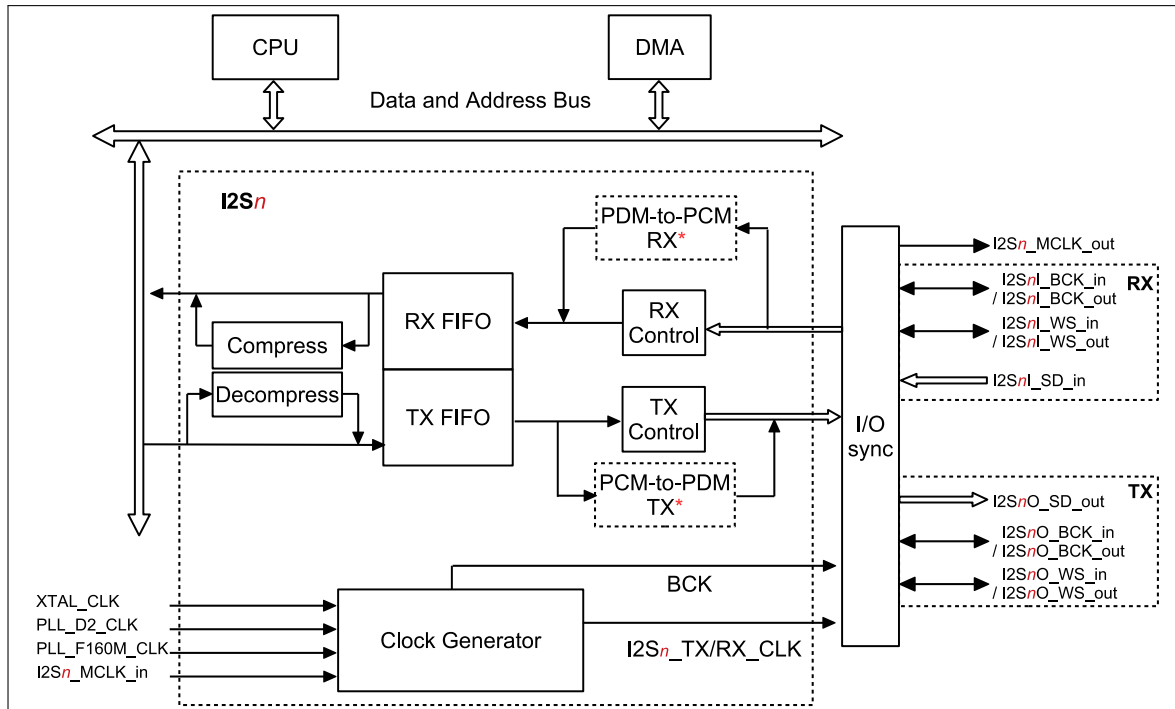 CPU
DMA
Data and Address Bus
I2Sn
PDM-to-PCM
RX*
RX FIFO
RX
Control
Compress
Decompress
TX FIFO
TX
Control
PCM-to-PDM
TX*
I/O
sync
I2Sn_MCLK_out
RX
I2SnI_BCK_in
/ I2SnI_BCK_out
I2SnI_WS_in
/ I2SnI_WS_out
I2SnI_SD_in
TX
I2SnO_SD_out
I2SnO_BCK_in
/ I2SnO_BCK_out
I2SnO_WS_in
/ I2SnO_WS_out
BCK
XTAL_CLK
PLL_D2_CLK
PLL_F160M_CLK
I2Sn_MCLK_in
Clock Generator
I2Sn_TX/RX_CLK